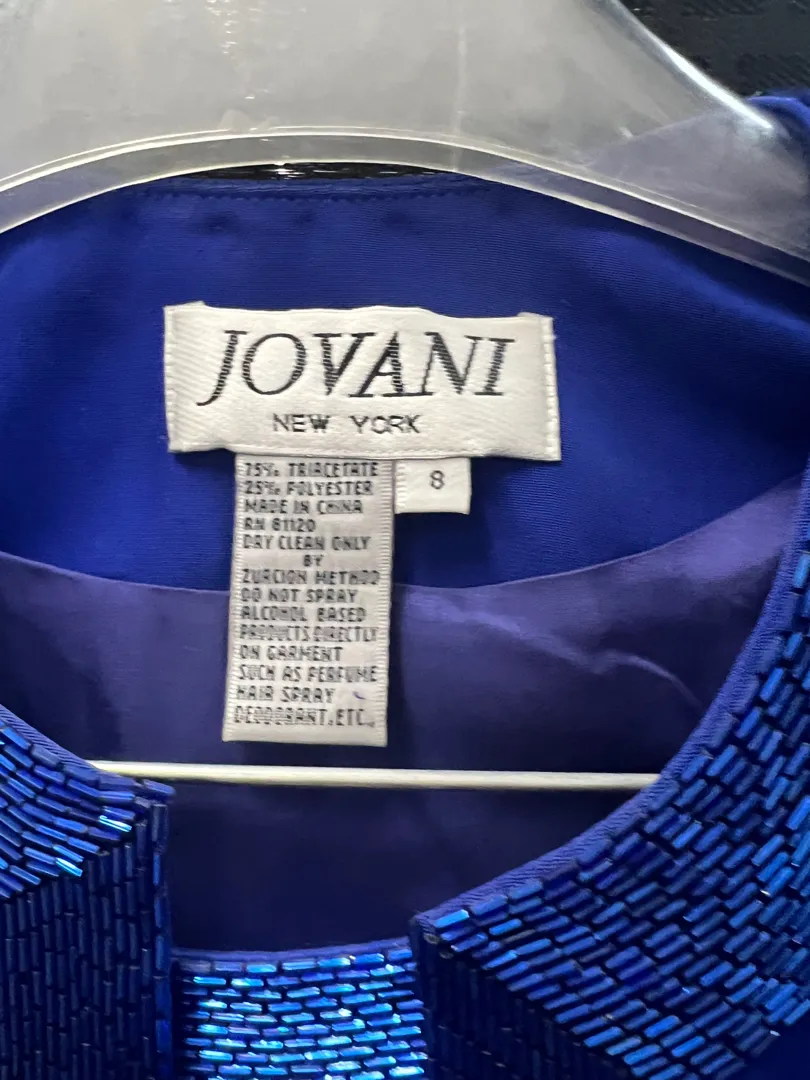 JOVANI
NEW YORK
8
75% TRIACETATE
25% POLYESTER
MADE IN CHINA
RN 81120
DRY CLEAN ONLY
BY
ZURCION METHOD
DO NOT SPRAY
ALCOHOL BASED
PRODUCTS DIRECTLY
ON GARMENT
SUCH AS PERFUME
HAIR SPRAY
DEODORANT, ETC.